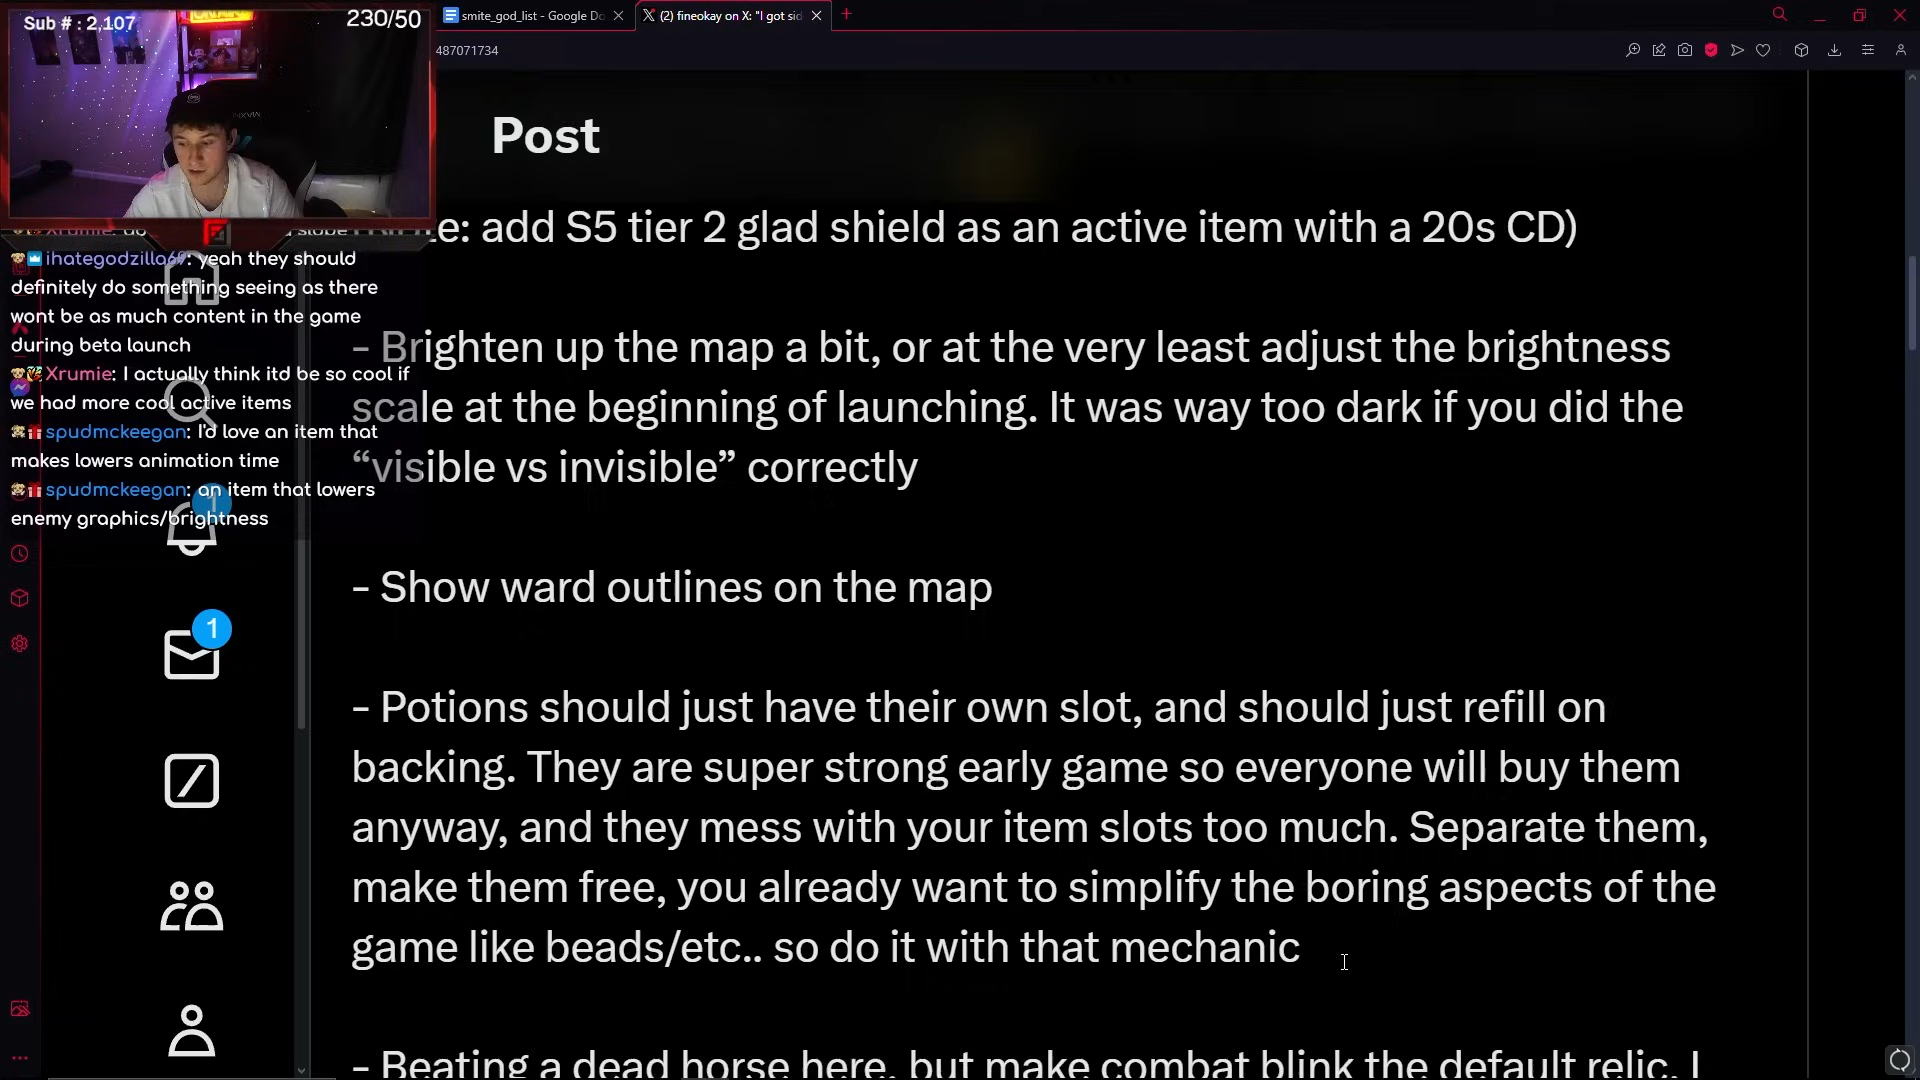 Sub # : 2,107
230/50
smite_god_list - Google Do
(2) fineokay on X: "I got sid
487071734
Post
e: add S5 tier 2 glad shield as an active item with a 20s CD)
- Brighten up the map a bit, or at the very least adjust the brightness
scale at the beginning of launching. It was way too dark if you did the
“visible vs invisible” correctly
- Show ward outlines on the map
- Potions should just have their own slot, and should just refill on
backing. They are super strong early game so everyone will buy them
anyway, and they mess with your item slots too much. Separate them,
make them free, you already want to simplify the boring aspects of the
game like beads/etc.. so do it with that mechanic
- Beating a dead horse here, but make combat blink the default relic. I
Xrumie:
ihategodzilla69: yeah they should
definitely do something seeing as there
wont be as much content in the game
during beta launch
Xrumie: I actually think itd be so cool if
we had more cool active items
spudmckeegan: I'd love an item that
makes lowers animation time
spudmckeegan: an item that lowers
enemy graphics/brightness
1
1